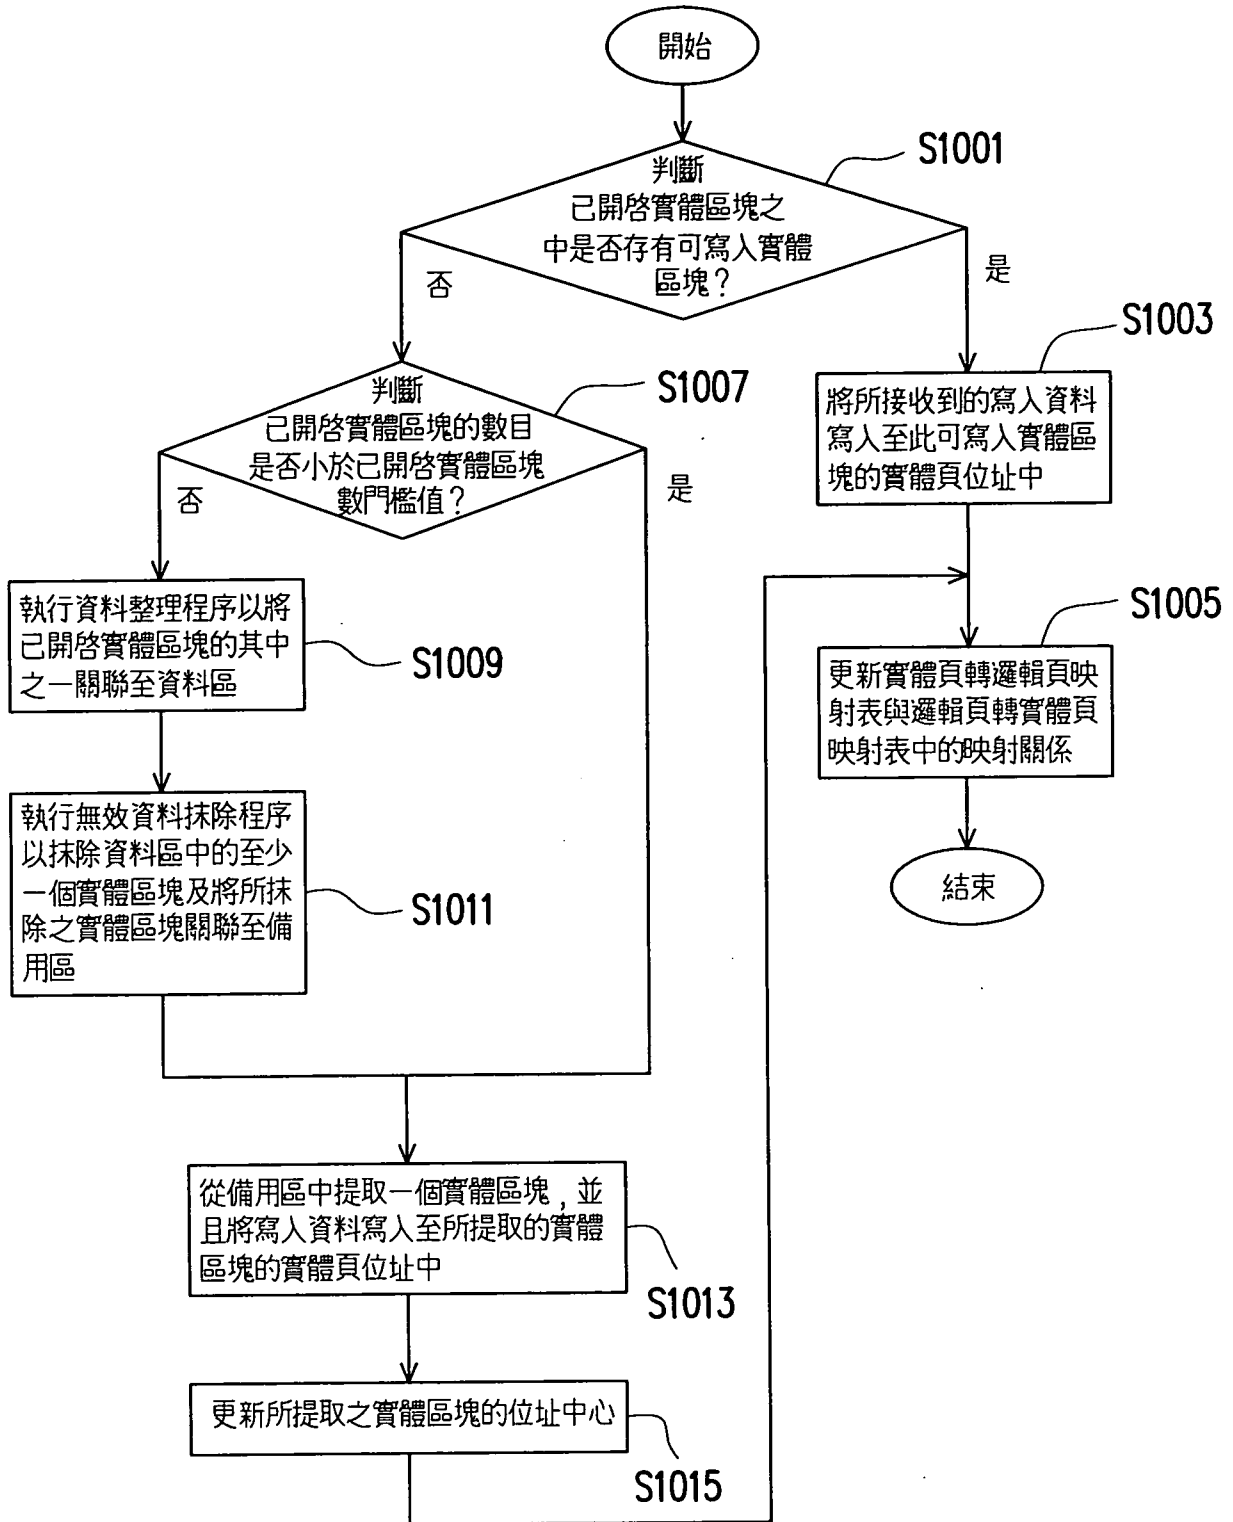 開始
S1001
判斷
已開啓實體區塊之
中是否存有可寫入實體
區塊?
否
是
S1003
將所接收到的寫入資料
寫入至此可寫入實體區
塊的實體頁位址中
S1007
判斷
已開啓實體區塊的數目
是否小於已開啓實體區塊
數門檻值?
否
是
S1009
執行資料整理程序以將
已開啓實體區塊的其中
之一關聯至資料區
S1005
更新實體頁轉邏輯頁映
射表與邏輯頁轉實體頁
映射表中的映射關係
S1011
執行無效資料抹除程序
以抹除資料區中的至少
一個實體區塊及將所抹
除之實體區塊關聯至備
用區
結束
從備用區中提取一個實體區塊,並
且將寫入資料寫入至所提取的實體
區塊的實體頁位址中
S1013
更新所提取之實體區塊的位址中心
S1015